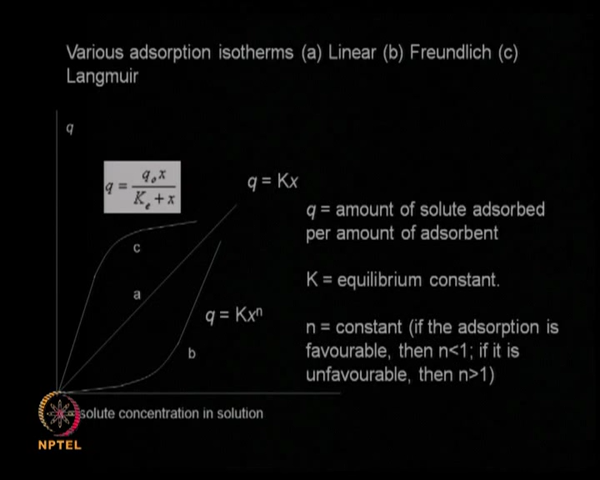 Various adsorption isotherms (a) Linear (b) Freundlich (c)
Langmuir
q
q = qₒx / Kₑ + x
q = Kx
q = amount of solute adsorbed
per amount of adsorbent
c
K = equilibrium constant.
a
q = Kxⁿ
n = constant (if the adsorption is
favourable, then n<1; if it is
unfavourable, then n>1)
b
solute concentration in solution
NPTEL